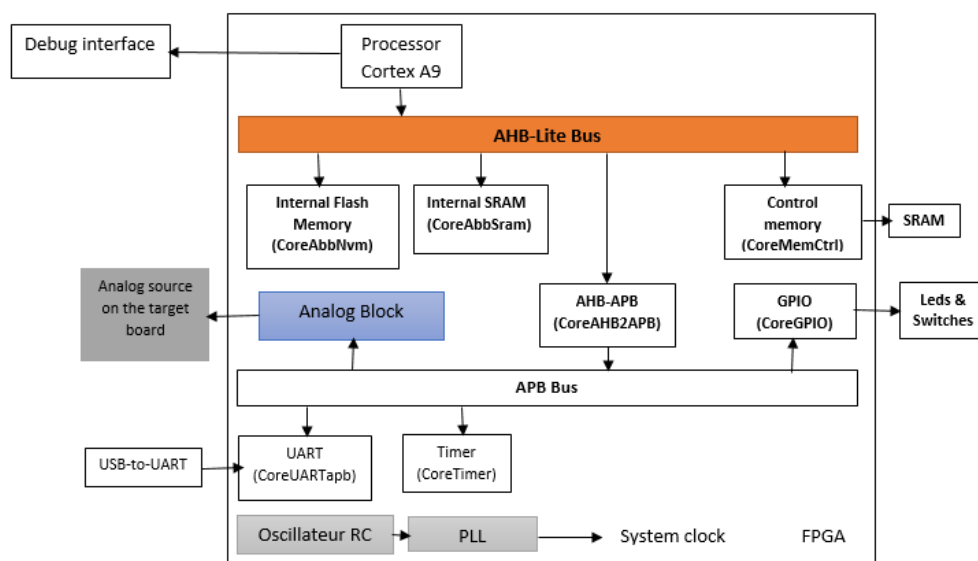 Debug interface
Processor
Cortex A9
AHB-Lite Bus
Internal Flash
Memory
(CoreAbbNvm)
Internal SRAM
(CoreAbbSram)
Control
memory
(CoreMemCtrl)
SRAM
Analog source
on the target
board
Analog Block
AHB-APB
(CoreAHB2APB)
GPIO
(CoreGPIO)
Leds &
Switches
APB Bus
USB-to-UART
UART
(CoreUARTapb)
Timer
(CoreTimer)
Oscillateur RC
PLL
System clock
FPGA